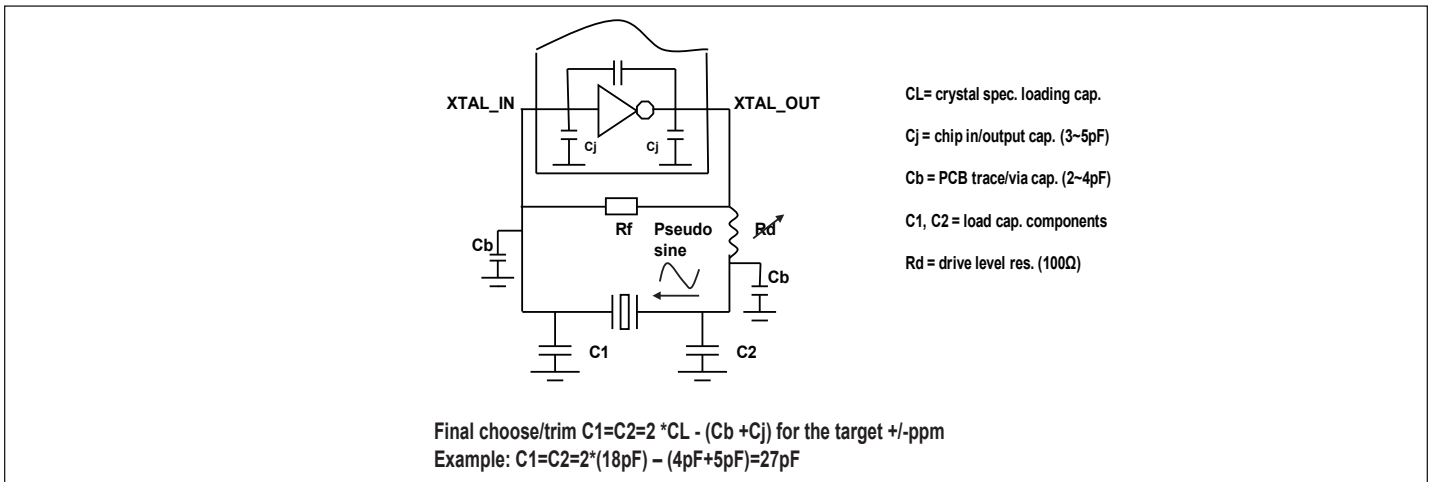 XTAL_IN
XTAL_OUT
Cj
Cj
Rf
Pseudo
sine
Rd
Cb
Cb
C1
C2
CL= crystal spec. loading cap.
Cj = chip in/output cap. (3~5pF)
Cb = PCB trace/via cap. (2~4pF)
C1, C2 = load cap. components
Rd = drive level res. (100Ω)
Final choose/trim C1=C2=2 *CL - (Cb +Cj) for the target +/-ppm
Example: C1=C2=2*(18pF) – (4pF+5pF)=27pF